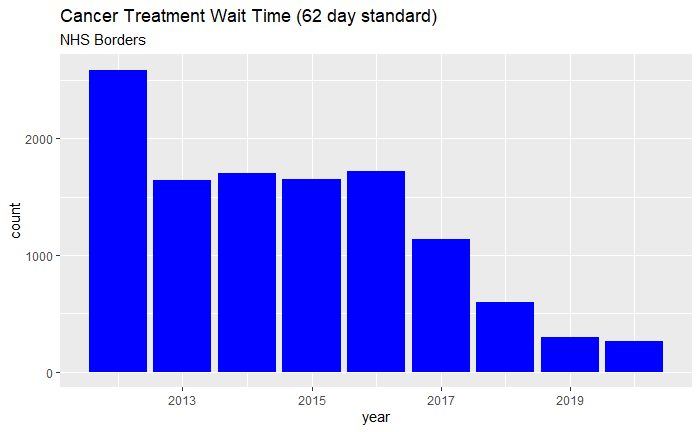 Cancer Treatment Wait Time (62 day standard)
NHS Borders
count
2000
1000
0
2013 2015 2017 2019
year